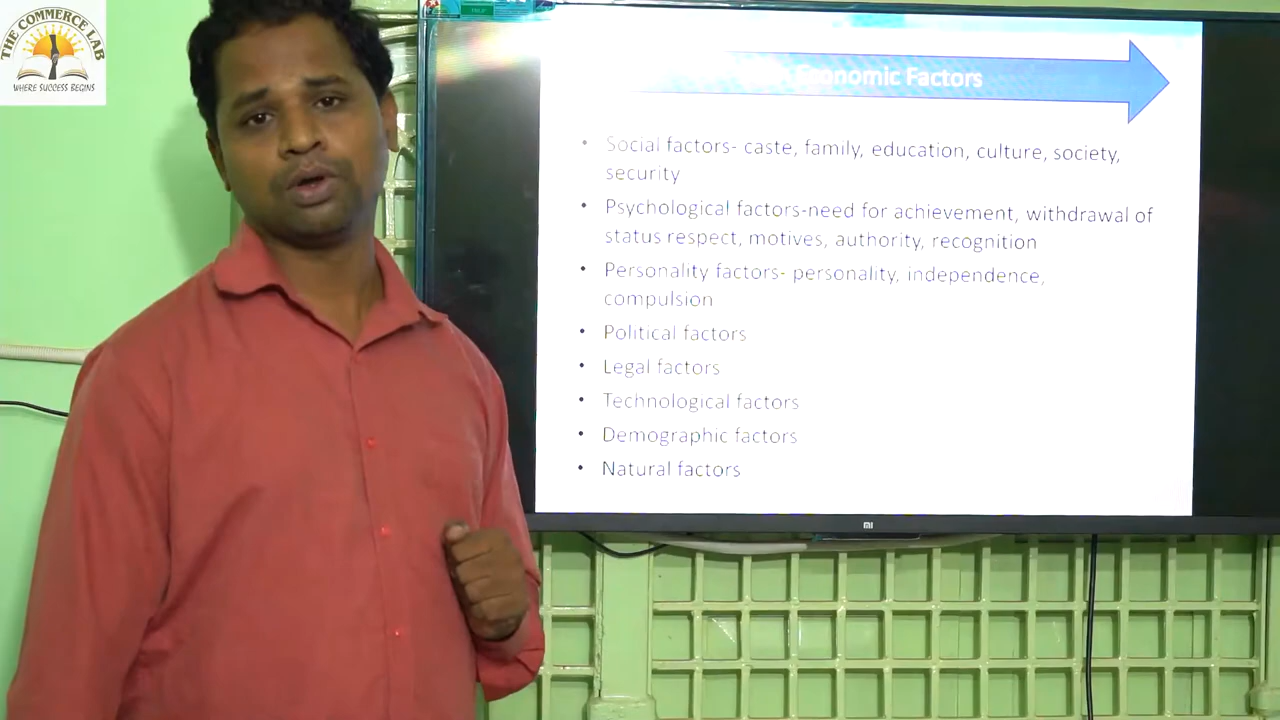 THE COMMERCE LAB
WHERE SUCCESS BEGINS
Economic Factors
• Social factors- caste, family, education, culture, society,
security
• Psychological factors-need for achievement, withdrawal of
status respect, motives, authority, recognition
• Personality factors- personality, independence,
compulsion
• Political factors
• Legal factors
• Technological factors
• Demographic factors
• Natural factors
mi